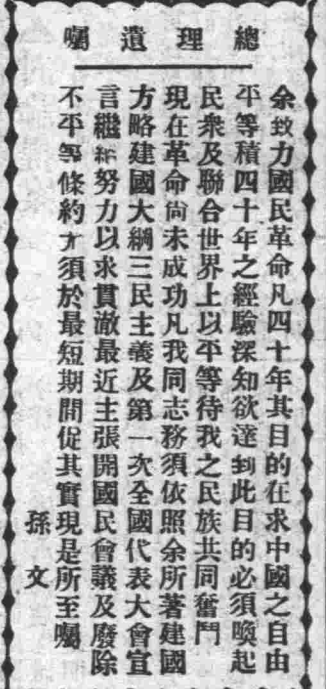 總理遺囑
余致力國民革命凡四十年其目的在求中國之自由
平等積四十年之經驗深知欲達到此目的必須喚起
民衆及聯合世界上以平等待我之民族共同奮鬥
現在革命尚未成功凡我同志務須依照余所著建國
方略建國大綱三民主義及第一次全國代表大會宣
言繼續努力以求貫澈最近主張開國民會議及廢除
不平等條約尤須於最短期間促其實現是所至囑
孫文